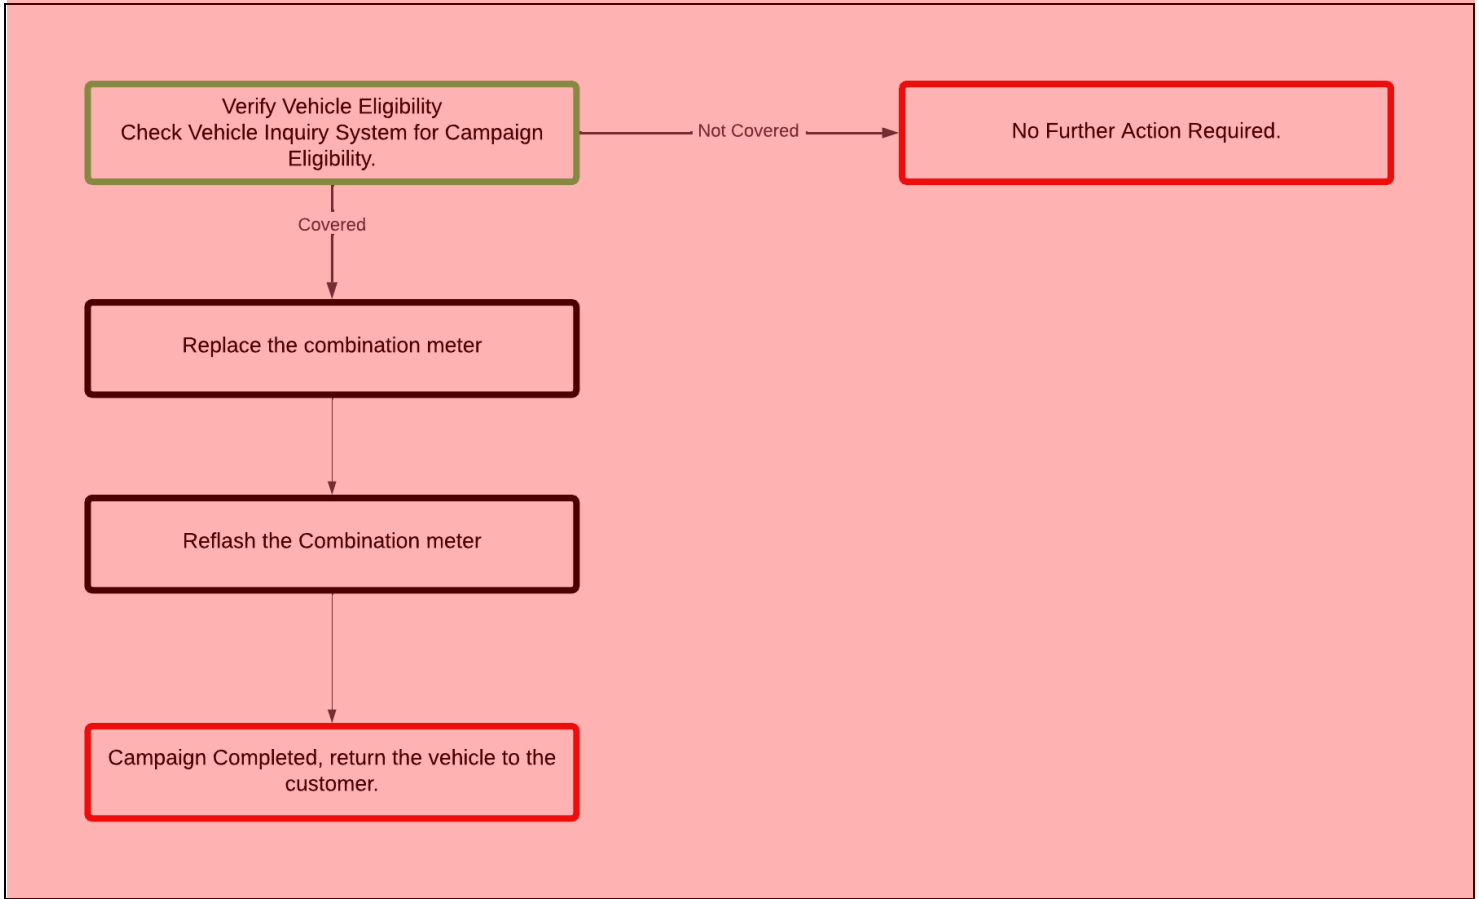 Verify Vehicle Eligibility
Check Vehicle Inquiry System for Campaign
Eligibility.
Not Covered
No Further Action Required.
Covered
Replace the combination meter
Reflash the Combination meter
Campaign Completed, return the vehicle to the
customer.